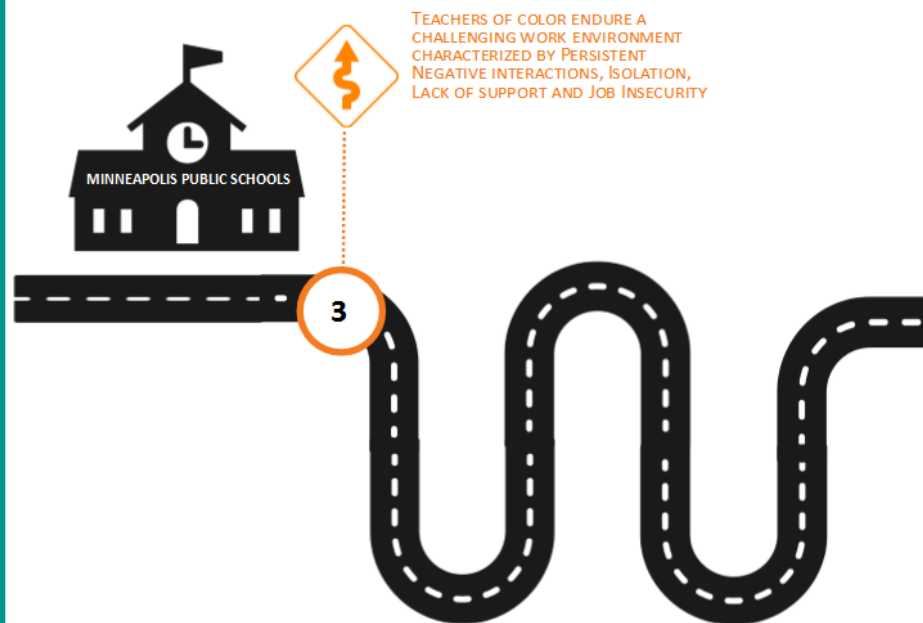 TEACHERS OF COLOR ENDURE A
CHALLENGING WORK ENVIRONMENT
CHARACTERIZED BY PERSISTENT
NEGATIVE INTERACTIONS, ISOLATION,
LACK OF SUPPORT AND JOB INSECURITY
MINNEAPOLIS PUBLIC SCHOOLS
3